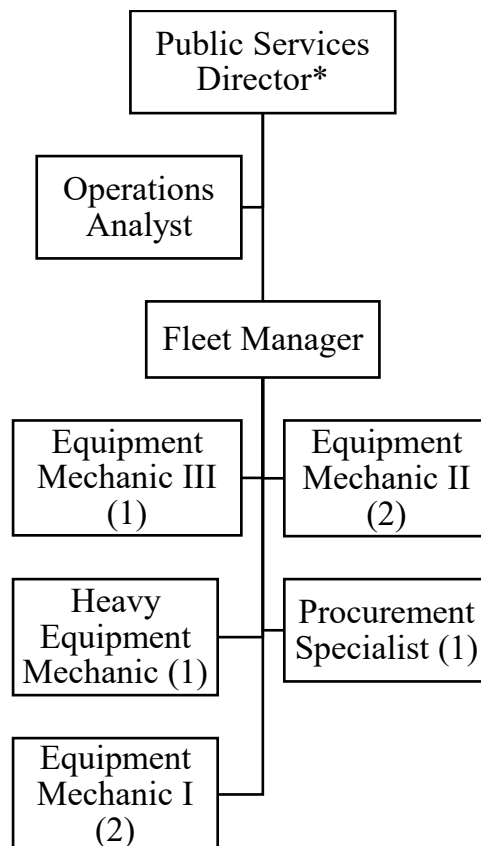 Public Services
Director*
Operations
Analyst
Fleet Manager
Equipment
Mechanic III
(1)
Equipment
Mechanic II
(2)
Heavy
Equipment
Mechanic (1)
Procurement
Specialist (1)
Equipment
Mechanic I
(2)